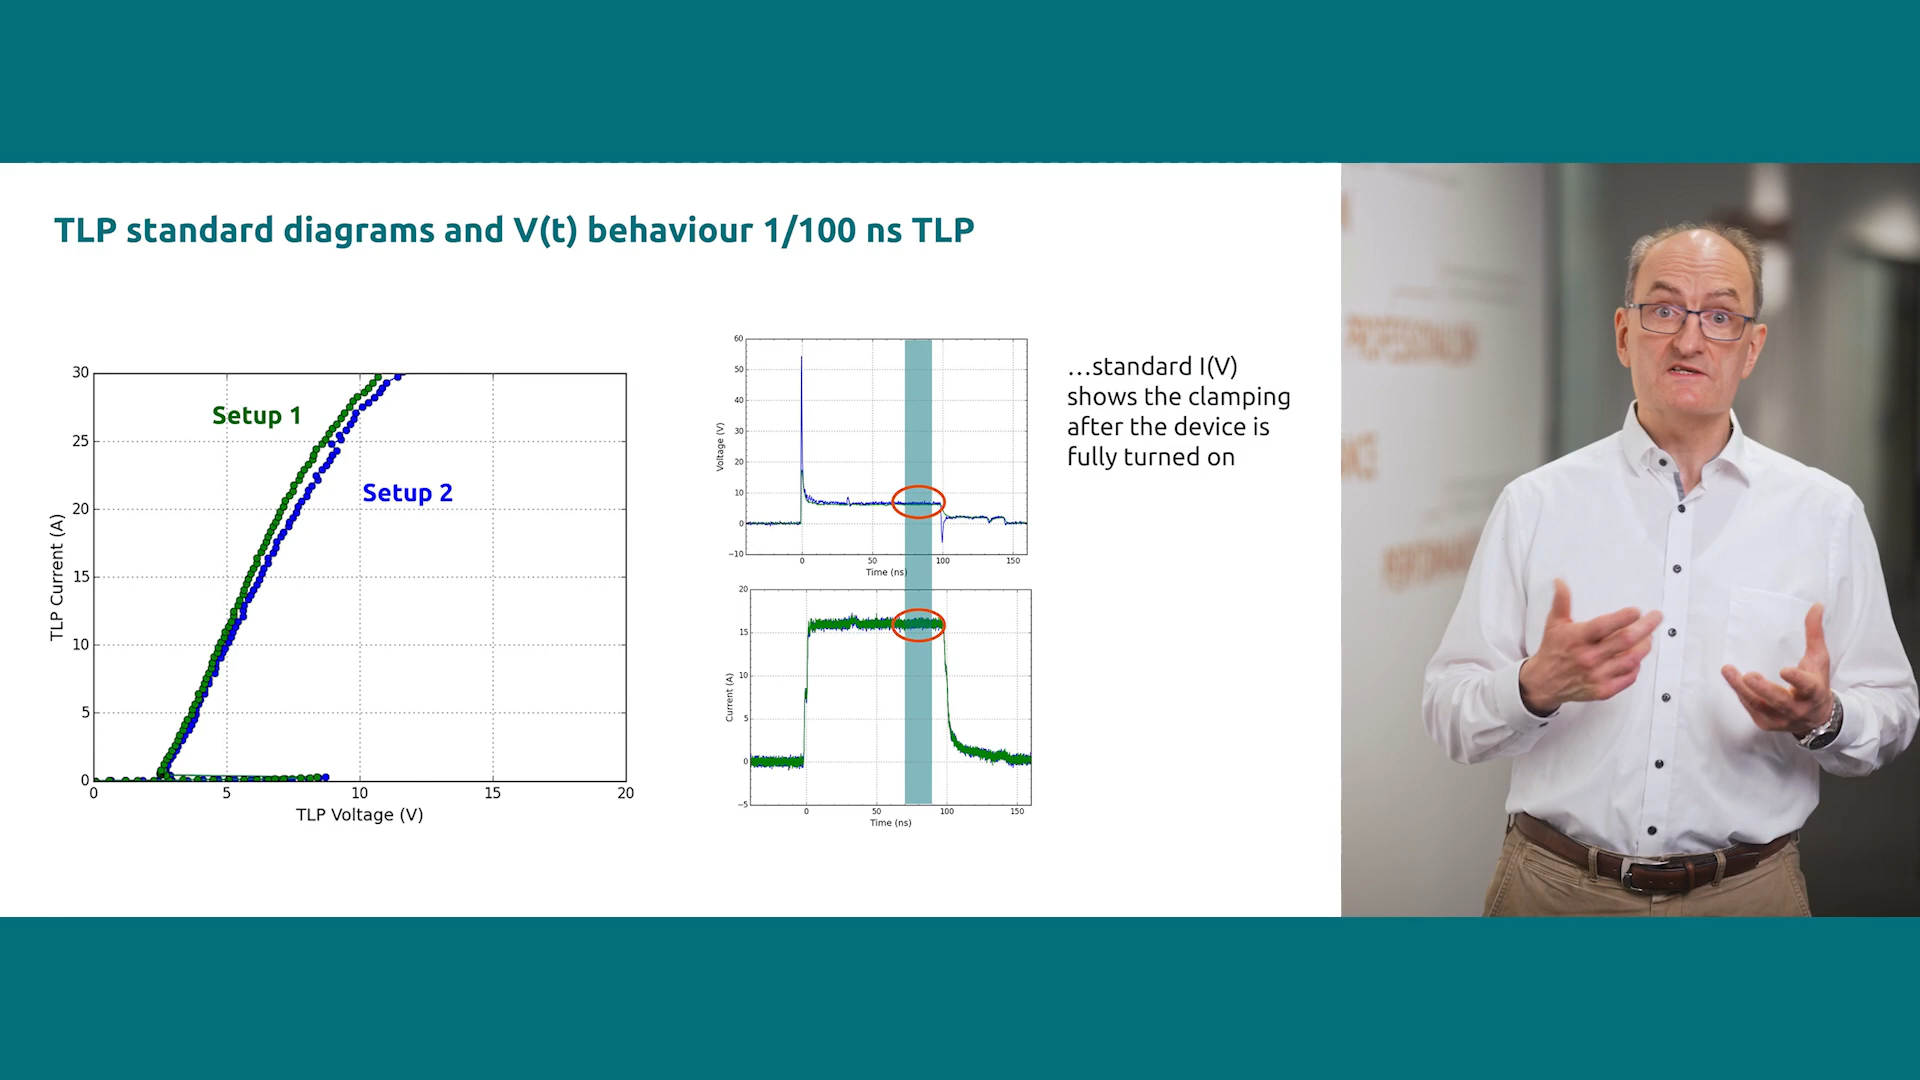 TLP standard diagrams and V(t) behaviour 1/100 ns TLP
30
25
20
15
10
5
0
TLP Current (A)
Setup 1
Setup 2
0 5 10 15 20
TLP Voltage (V)
60
50
40
30
20
10
0
−10
Voltage (V)
0 50 100 150
Time (ns)
20
15
10
5
0
−5
Current (A)
0 50 100 150
Time (ns)
...standard I(V)
shows the clamping
after the device is
fully turned on
PROFESSIONALISM